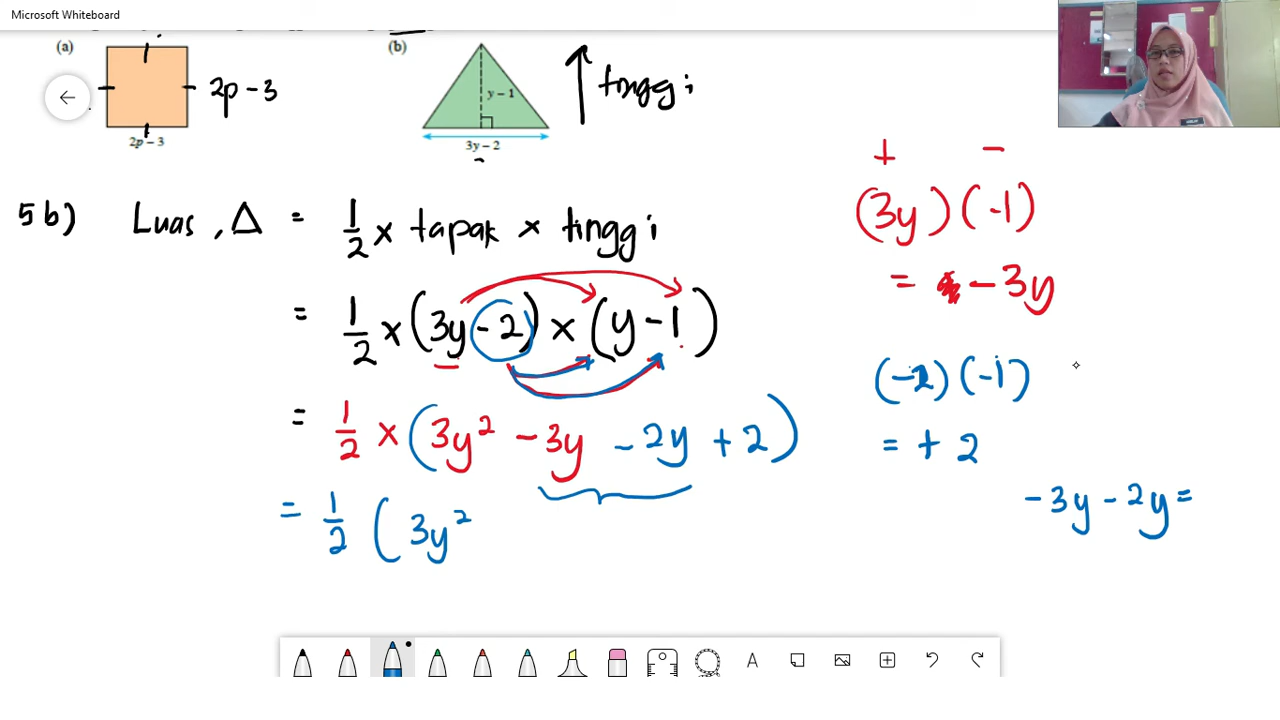 Microsoft Whiteboard
(a)
2p – 3
2p – 3
(b)
y – 1
3y – 2
tinggi
5b) Luas, Δ = 1/2 × tapak × tinggi
= 1/2 × (3y – 2) × (y – 1)
= 1/2 × (3y² – 3y – 2y + 2)
= 1/2 ( 3y²
+ –
(3y)(-1)
= – 3y
(-2)(-1)
= + 2
-3y - 2y =
A